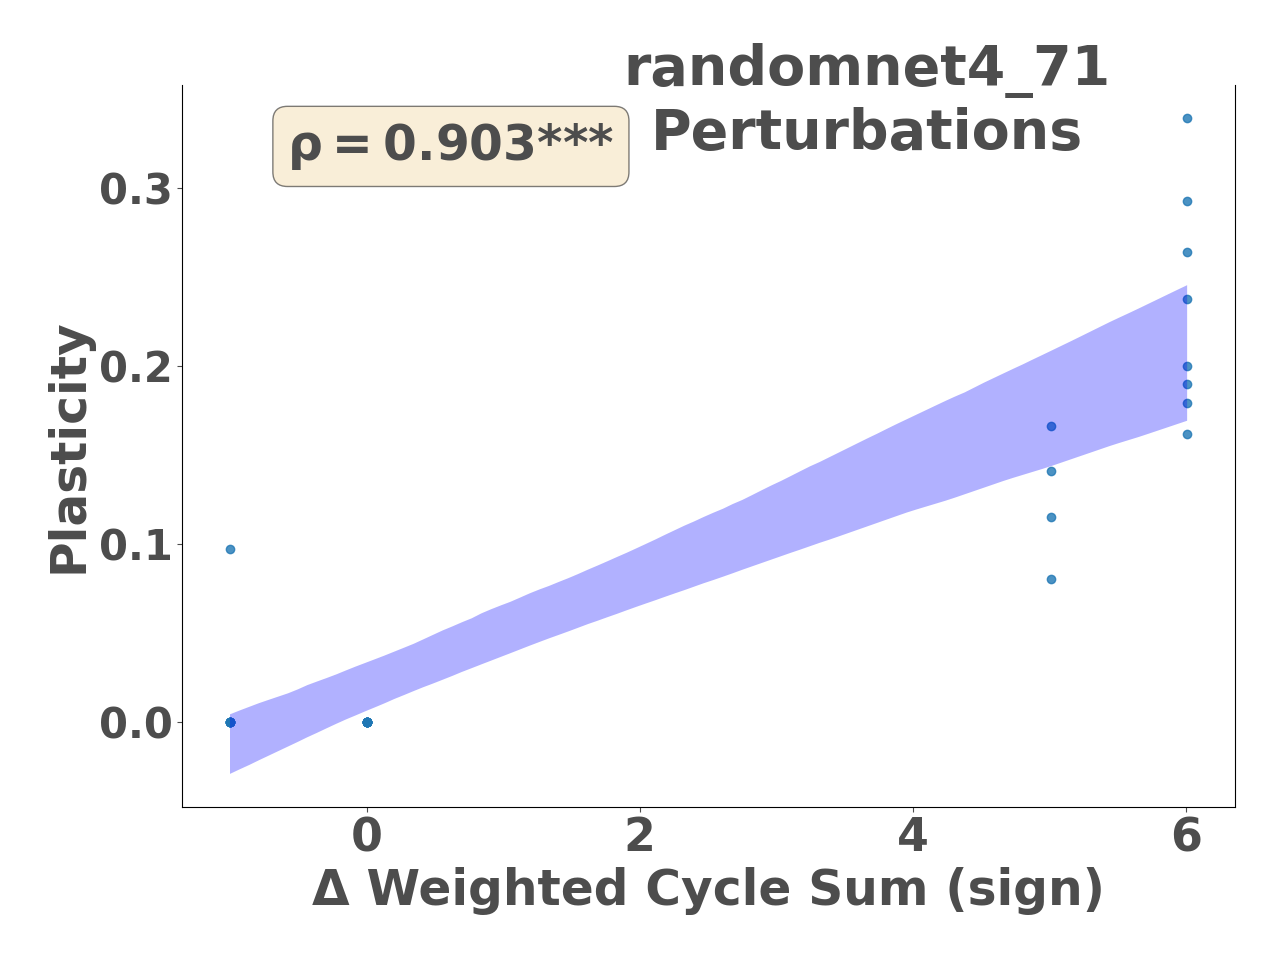 randomnet4_71
Perturbations
ρ = 0.903***
Plasticity
0.3
0.2
0.1
0.0
0 2 4 6
Δ Weighted Cycle Sum (sign)